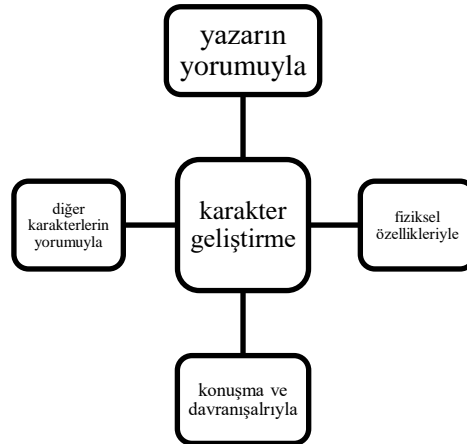 yazarın
yorumuyla
diğer
karakterlerin
yorumuyla
karakter
geliştirme
fiziksel
özellikleriyle
konuşma ve
davranışalrıyla